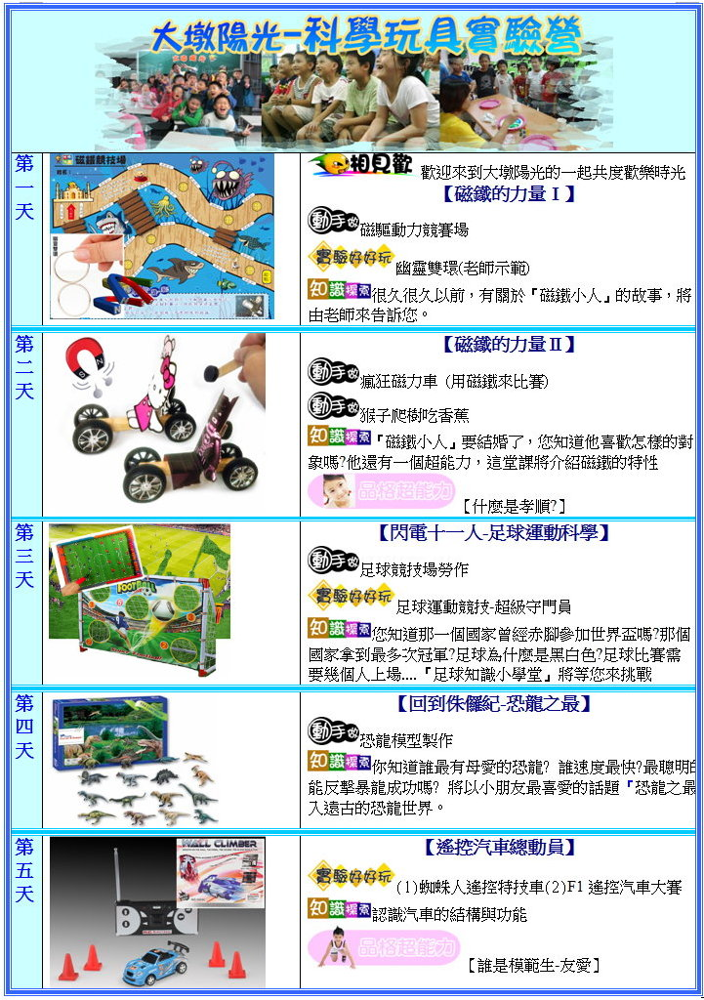 大墩陽光-科學玩具實驗營
第一天
磁鐵競技場
相見歡 歡迎來到大墩陽光的一起共度歡樂時光
【磁鐵的力量Ⅰ】
動手做 磁驅動力競賽場
實驗好好玩 幽靈雙環(老師示範)
知識探索 很久很久以前，有關於『磁鐵小人』的故事，將
由老師來告訴您。
第二天
S N
【磁鐵的力量Ⅱ】
動手做 瘋狂磁力車 (用磁鐵來比賽)
動手做 猴子爬樹吃香蕉
知識探索 『磁鐵小人』要結婚了，您知道他喜歡怎樣的對
象嗎?他還有一個超能力，這堂課將介紹磁鐵的特性
品格超能力 【什麼是孝順?】
第三天
FOOTBALL
【閃電十一人-足球運動科學】
動手做 足球競技場勞作
實驗好好玩 足球運動競技-超級守門員
知識探索 您知道那一個國家曾經赤腳參加世界盃嗎?那個
國家拿到最多次冠軍?足球為什麼是黑白色?足球比賽需
要幾個人上場....『足球知識小學堂』將等您來挑戰
第四天
【回到侏儸紀-恐龍之最】
動手做 恐龍模型製作
知識探索 你知道誰最有母愛的恐龍? 誰速度最快?最聰明的
能反擊暴龍成功嗎? 將以小朋友最喜愛的話題『恐龍之最
入遠古的恐龍世界。
第五天
WALL CLIMBER
【遙控汽車總動員】
實驗好好玩 (1)蜘蛛人遙控特技車(2)F1 遙控汽車大賽
知識探索 認識汽車的結構與功能
品格超能力 【誰是模範生-友愛】